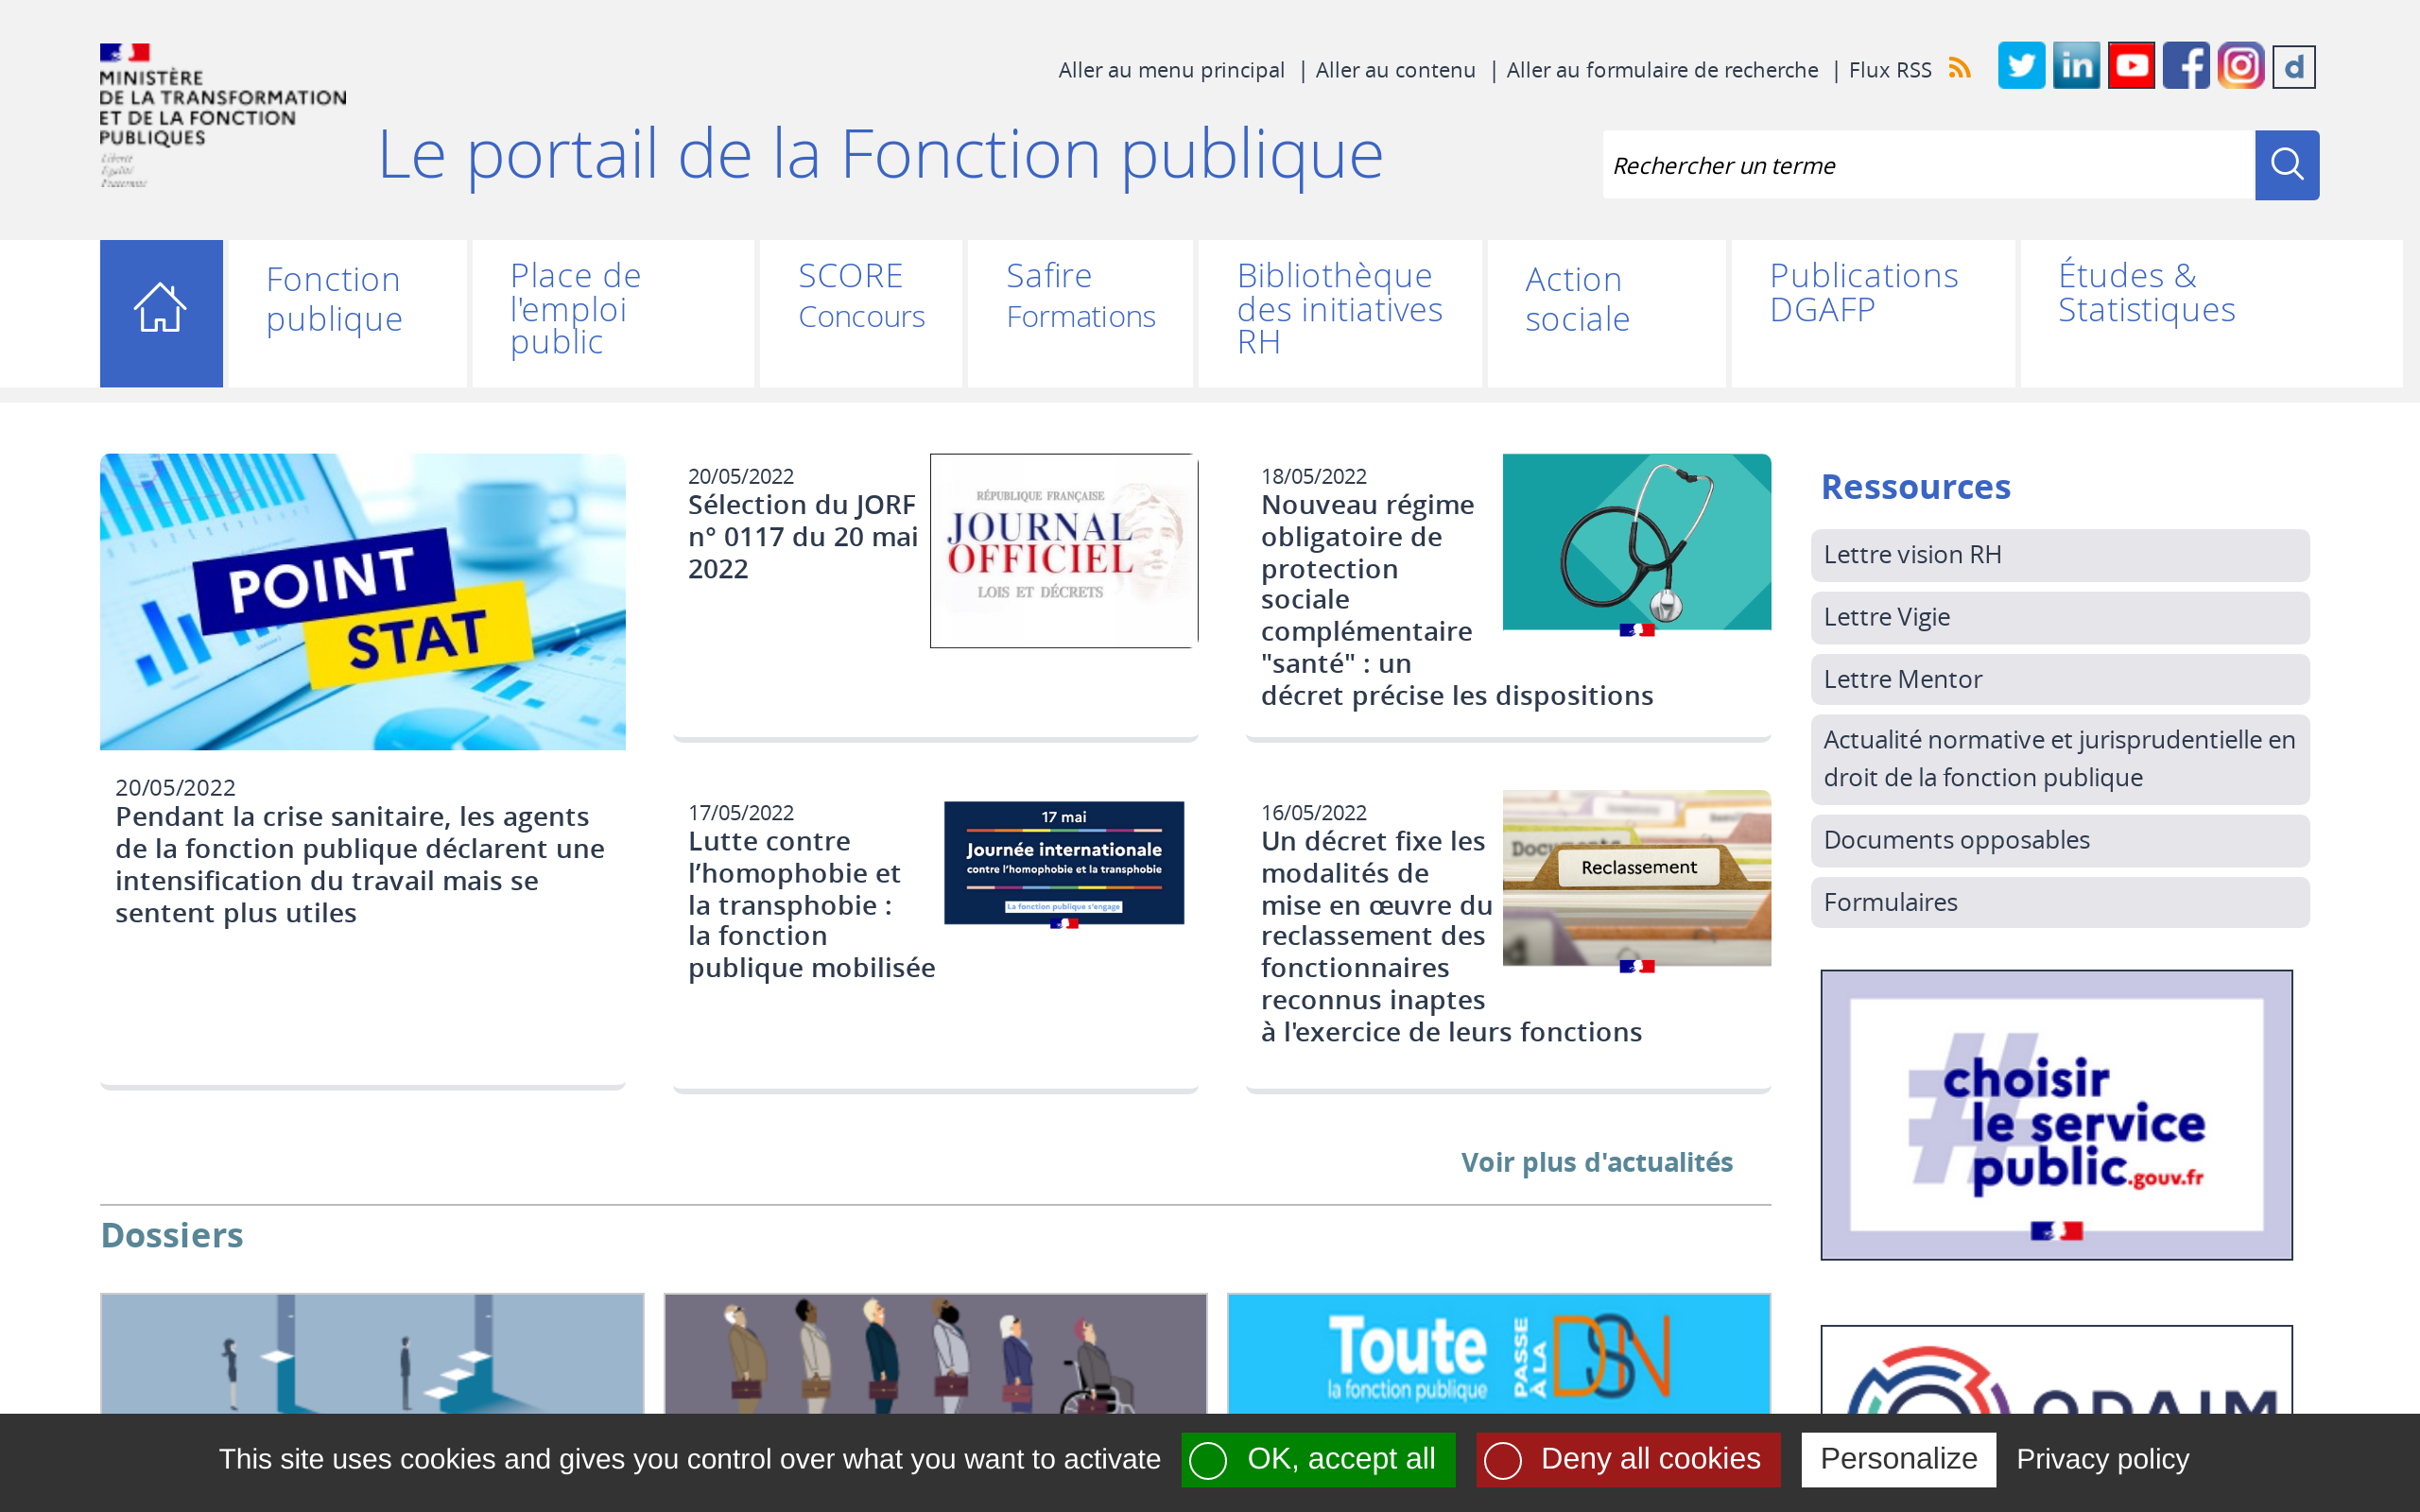 MINISTÈRE
DE LA TRANSFORMATION
ET DE LA FONCTION
PUBLIQUES
Liberté
Égalité
Fraternité
Aller au menu principal | Aller au contenu | Aller au formulaire de recherche | Flux RSS
Le portail de la Fonction publique
Rechercher un terme
Fonction
publique
Place de
l'emploi
public
SCORE
Concours
Safire
Formations
Bibliothèque
des initiatives
RH
Action
sociale
Publications
DGAFP
Études &
Statistiques
POINT
STAT
20/05/2022
Pendant la crise sanitaire, les agents
de la fonction publique déclarent une
intensification du travail mais se
sentent plus utiles
20/05/2022
Sélection du JORF
n° 0117 du 20 mai
2022
RÉPUBLIQUE FRANÇAISE
JOURNAL
OFFICIEL
LOIS ET DÉCRETS
18/05/2022
Nouveau régime
obligatoire de
protection
sociale
complémentaire
"santé" : un
décret précise les dispositions
17/05/2022
Lutte contre
l’homophobie et
la transphobie :
la fonction
publique mobilisée
17 mai
Journée internationale
contre l'homophobie et la transphobie
La fonction publique s'engage
16/05/2022
Un décret fixe les
modalités de
mise en œuvre du
reclassement des
fonctionnaires
reconnus inaptes
à l'exercice de leurs fonctions
Reclassement
Voir plus d'actualités
Ressources
Lettre vision RH
Lettre Vigie
Lettre Mentor
Actualité normative et jurisprudentielle en
droit de la fonction publique
Documents opposables
Formulaires
#choisir
le service
public.gouv.fr
Dossiers
Toute
la fonction publique
PASSE
À LA
DSN
This site uses cookies and gives you control over what you want to activate
OK, accept all
Deny all cookies
Personalize
Privacy policy